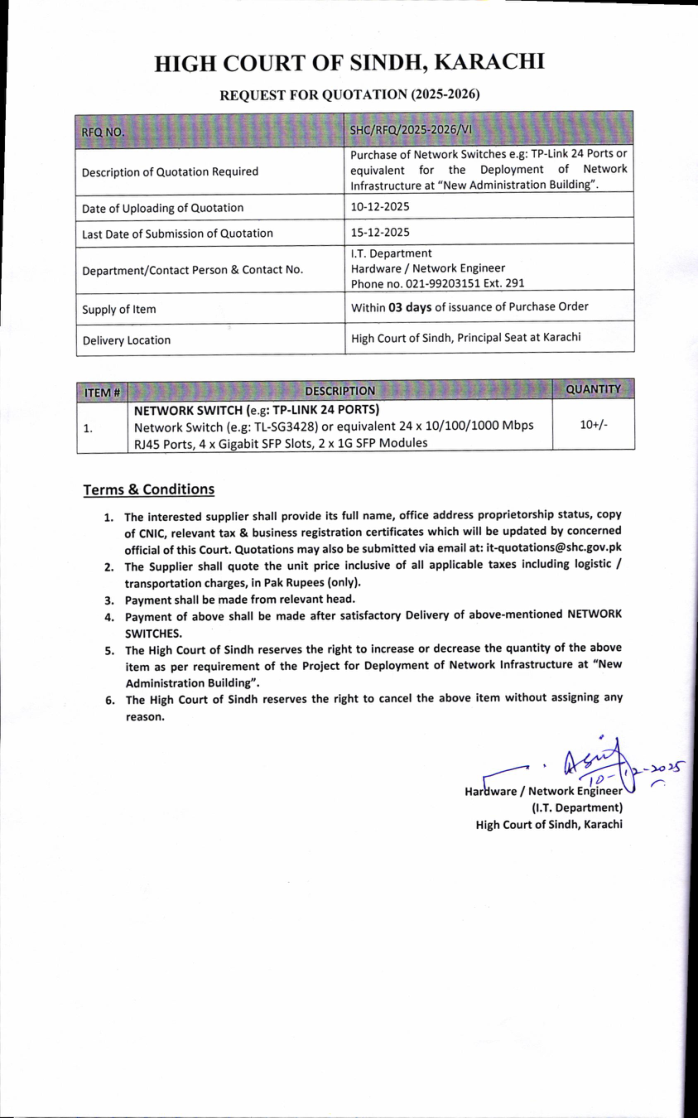 HIGH COURT OF SINDH, KARACHI
REQUEST FOR QUOTATION (2025-2026)
RFQ NO.
SHC/RFQ/2025-2026/VI
Description of Quotation Required
Purchase of Network Switches e.g: TP-Link 24 Ports or
equivalent for the Deployment of Network
Infrastructure at “New Administration Building”.
Date of Uploading of Quotation
10-12-2025
Last Date of Submission of Quotation
15-12-2025
Department/Contact Person & Contact No.
I.T. Department
Hardware / Network Engineer
Phone no. 021-99203151 Ext. 291
Supply of Item
Within 03 days of issuance of Purchase Order
Delivery Location
High Court of Sindh, Principal Seat at Karachi
ITEM # DESCRIPTION QUANTITY
1.
NETWORK SWITCH (e.g: TP-LINK 24 PORTS)
Network Switch (e.g: TL-SG3428) or equivalent 24 x 10/100/1000 Mbps
RJ45 Ports, 4 x Gigabit SFP Slots, 2 x 1G SFP Modules
10+/-
Terms & Conditions
1. The interested supplier shall provide its full name, office address proprietorship status, copy
of CNIC, relevant tax & business registration certificates which will be updated by concerned
official of this Court. Quotations may also be submitted via email at: it-quotations@shc.gov.pk
2. The Supplier shall quote the unit price inclusive of all applicable taxes including logistic /
transportation charges, in Pak Rupees (only).
3. Payment shall be made from relevant head.
4. Payment of above shall be made after satisfactory Delivery of above-mentioned NETWORK
SWITCHES.
5. The High Court of Sindh reserves the right to increase or decrease the quantity of the above
item as per requirement of the Project for Deployment of Network Infrastructure at “New
Administration Building”.
6. The High Court of Sindh reserves the right to cancel the above item without assigning any
reason.
10-12-2025
Hardware / Network Engineer
(I.T. Department)
High Court of Sindh, Karachi